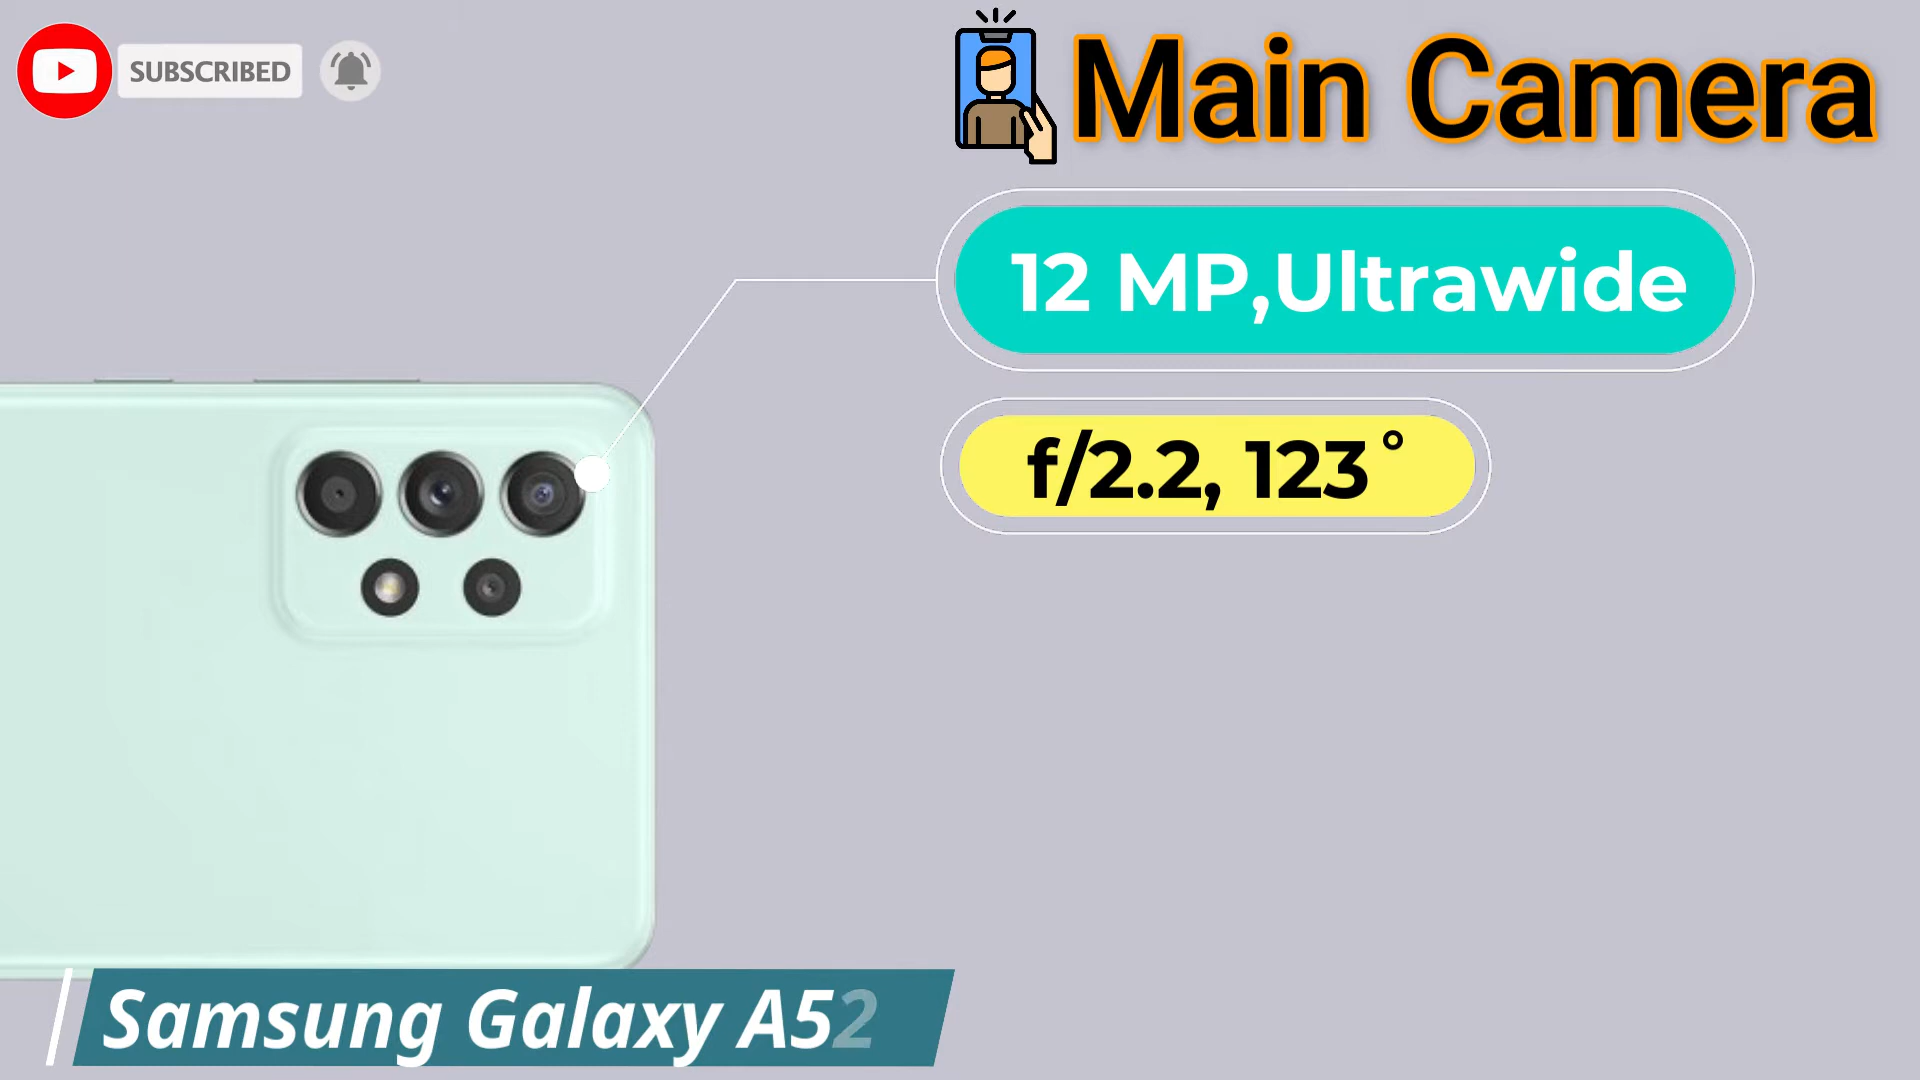 SUBSCRIBED
Main Camera
12 MP,Ultrawide
f/2.2, 123°
Samsung Galaxy A52